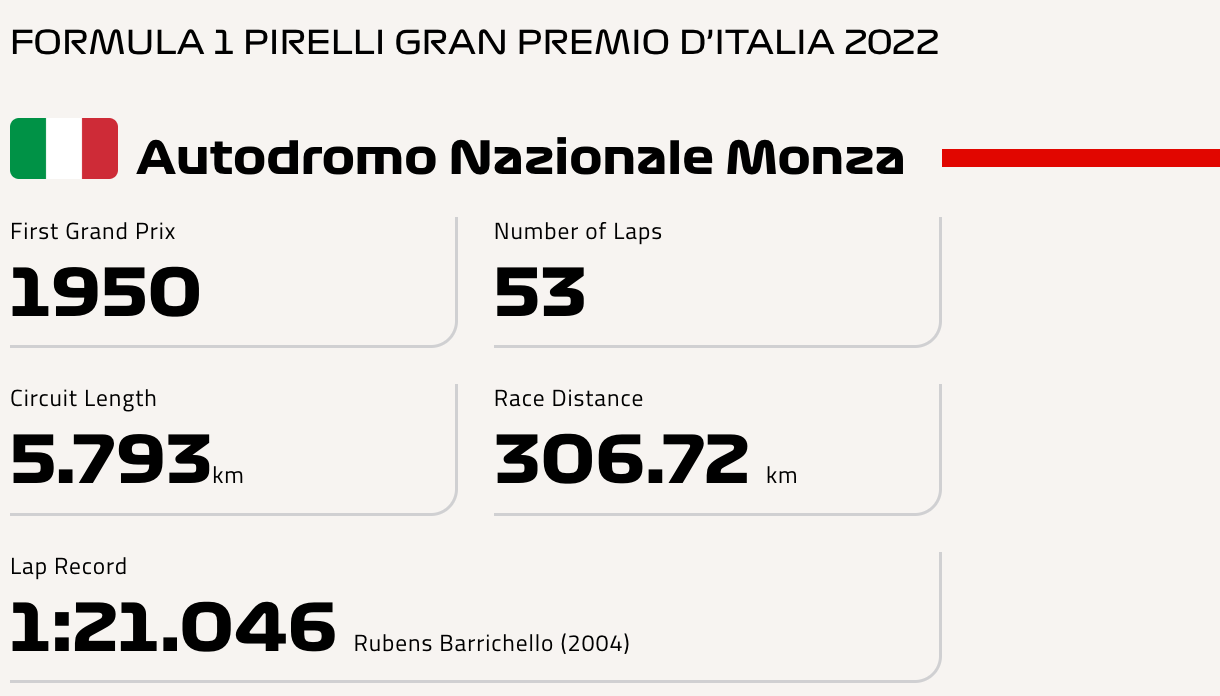 FORMULA 1 PIRELLI GRAN PREMIO D’ITALIA 2022
Autodromo Nazionale Monza
First Grand Prix
1950
Number of Laps
53
Circuit Length
5.793km
Race Distance
306.72 km
Lap Record
1:21.046 Rubens Barrichello (2004)